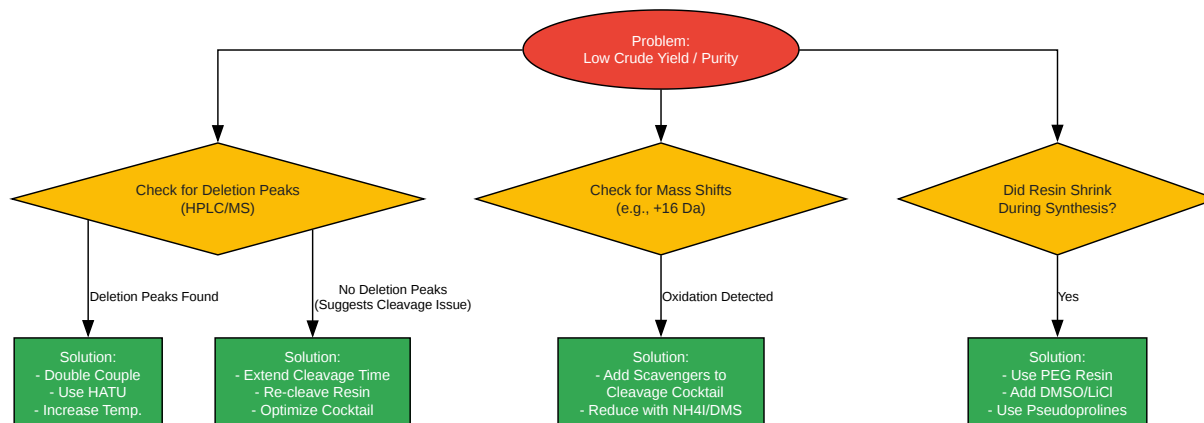 Problem:
Low Crude Yield / Purity
Check for Deletion Peaks
(HPLC/MS)
Check for Mass Shifts
(e.g., +16 Da)
Did Resin Shrink
During Synthesis?
Deletion Peaks Found
No Deletion Peaks
(Suggests Cleavage Issue)
Oxidation Detected
Yes
Solution:
- Double Couple
- Use HATU
- Increase Temp.
Solution:
- Extend Cleavage Time
- Re-cleave Resin
- Optimize Cocktail
Solution:
- Add Scavengers to
Cleavage Cocktail
- Reduce with NH4I/DMS
Solution:
- Use PEG Resin
- Add DMSO/LiCl
- Use Pseudoprolines